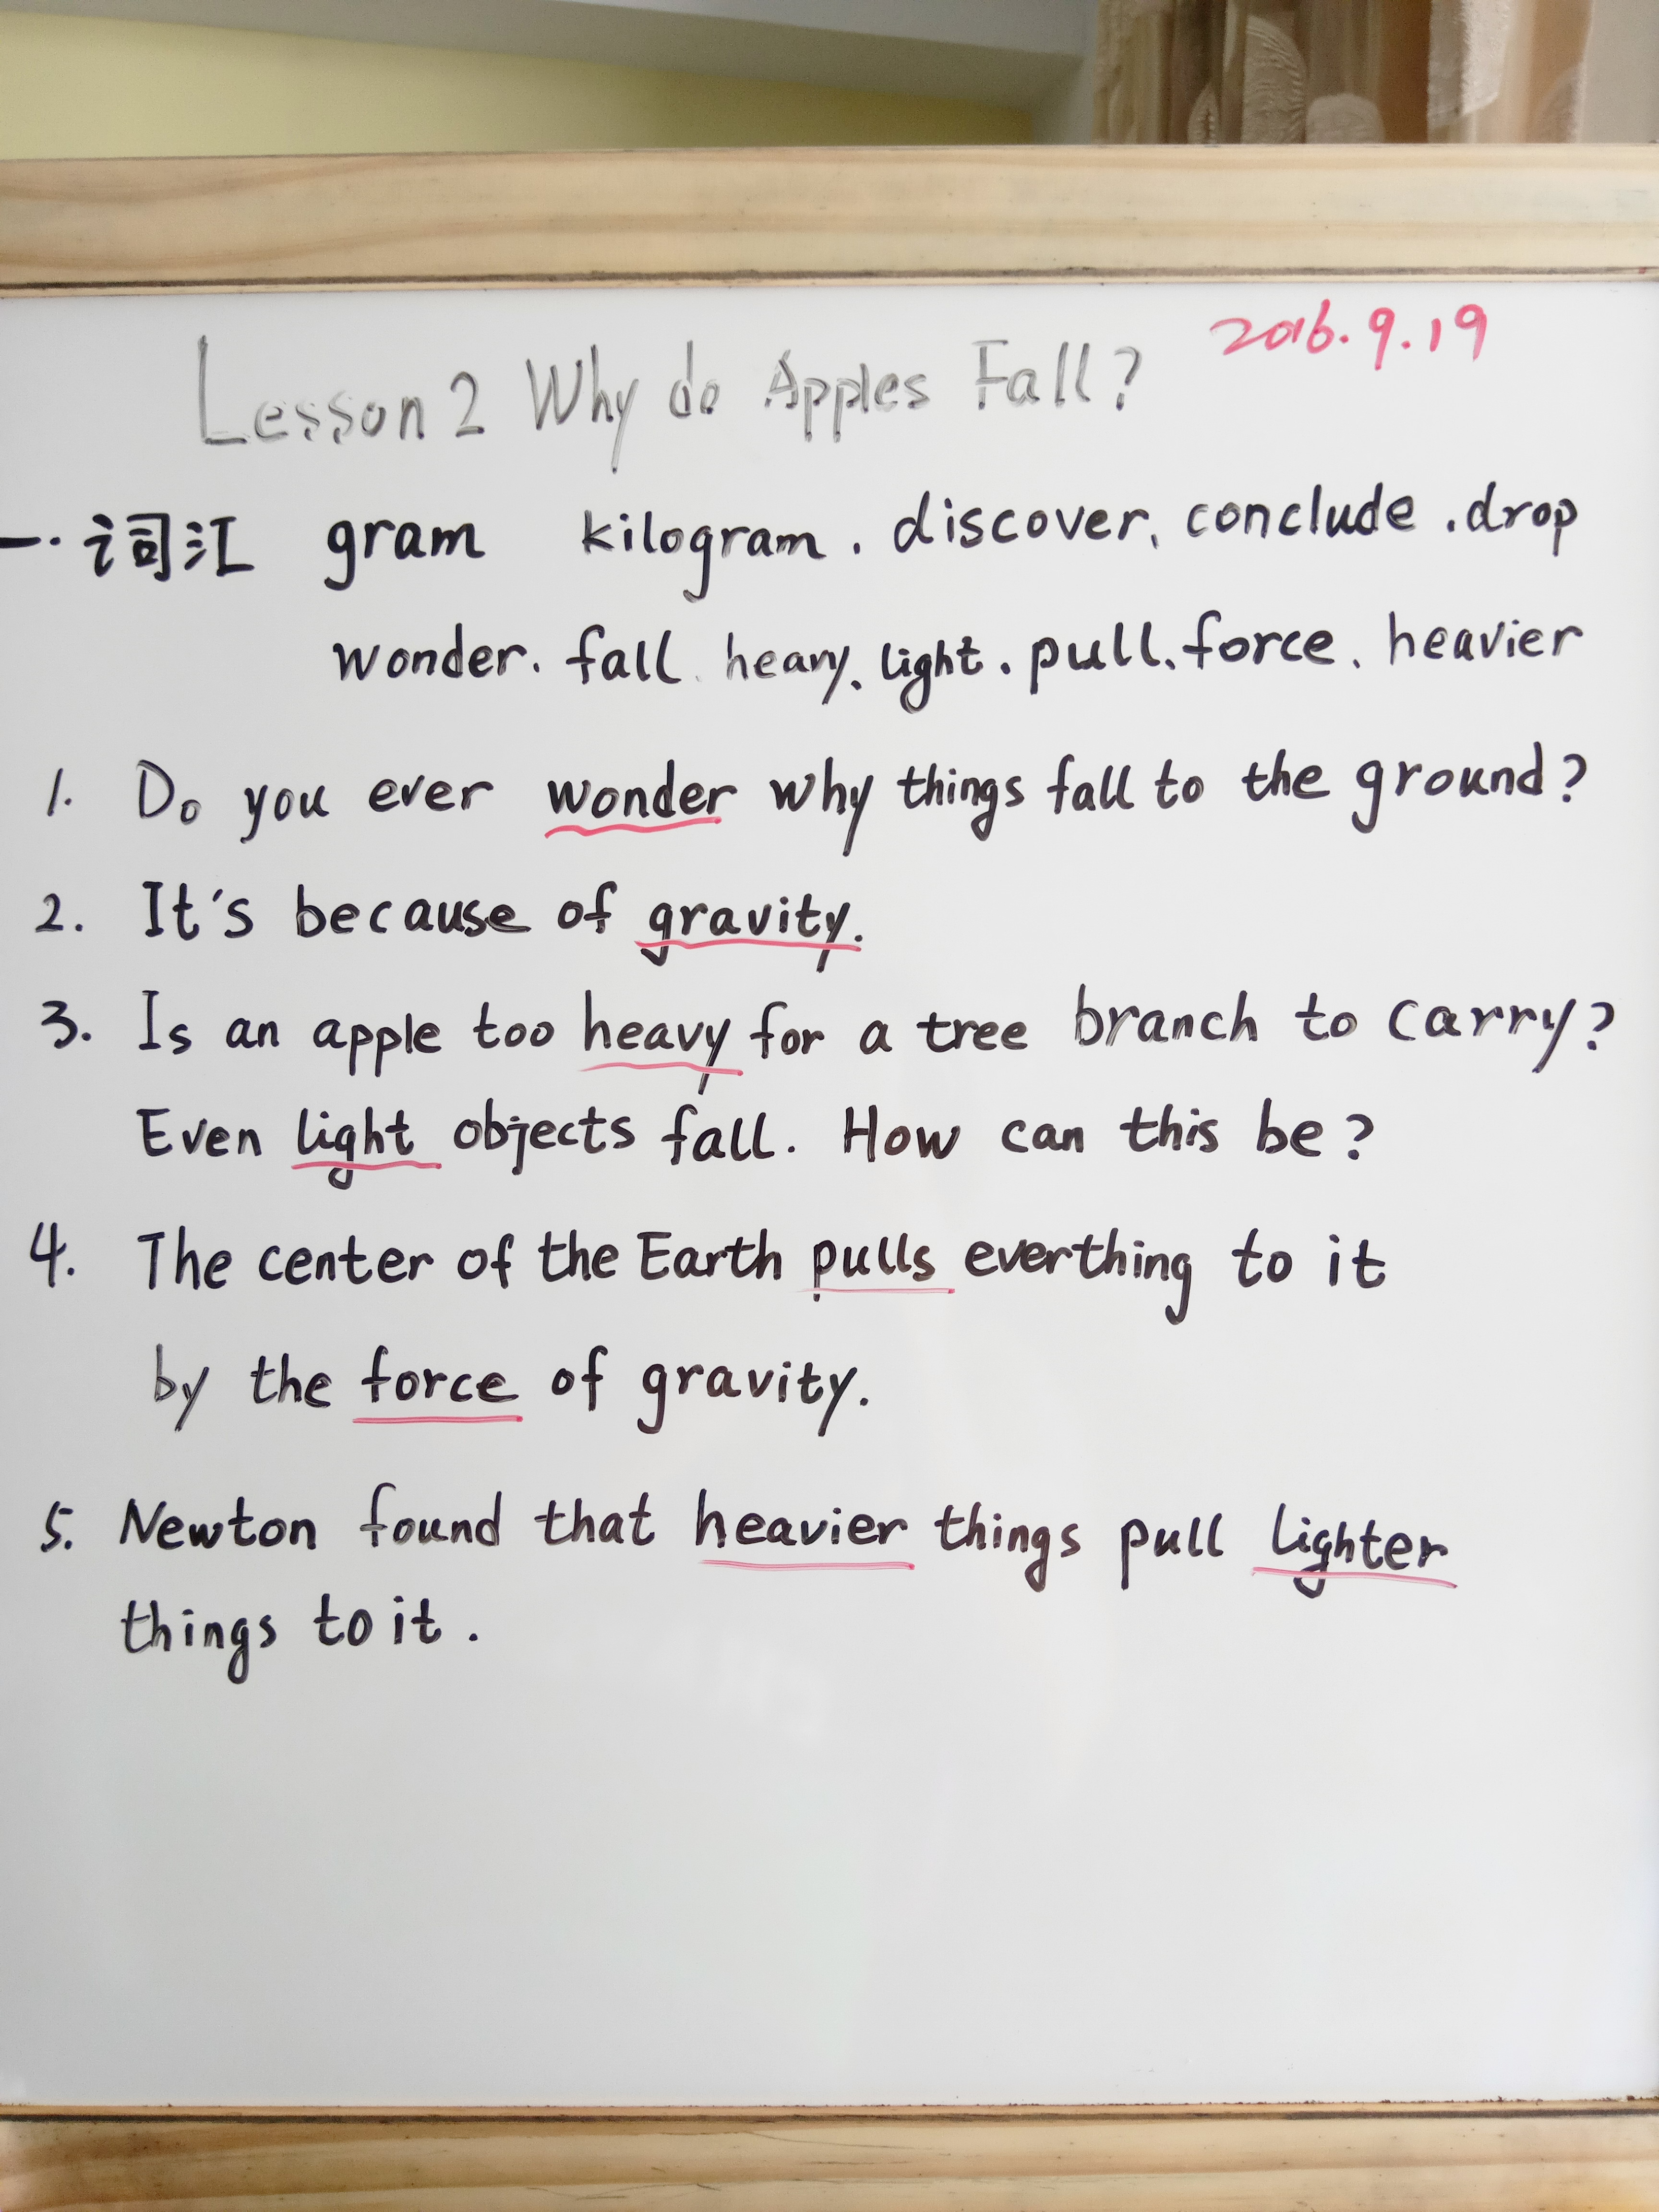 2016.9.19
Lesson 2 Why do Apples Fall?
一.词汇 gram kilogram. discover, conclude .drop
wonder. fall. heavy. light. pull. force. heavier
1. Do you ever wonder why things fall to the ground?
2. It's because of gravity.
3. Is an apple too heavy for a tree branch to carry?
Even light objects fall. How can this be?
4. The center of the Earth pulls everthing to it
by the force of gravity.
5. Newton found that heavier things pull lighter
things to it.